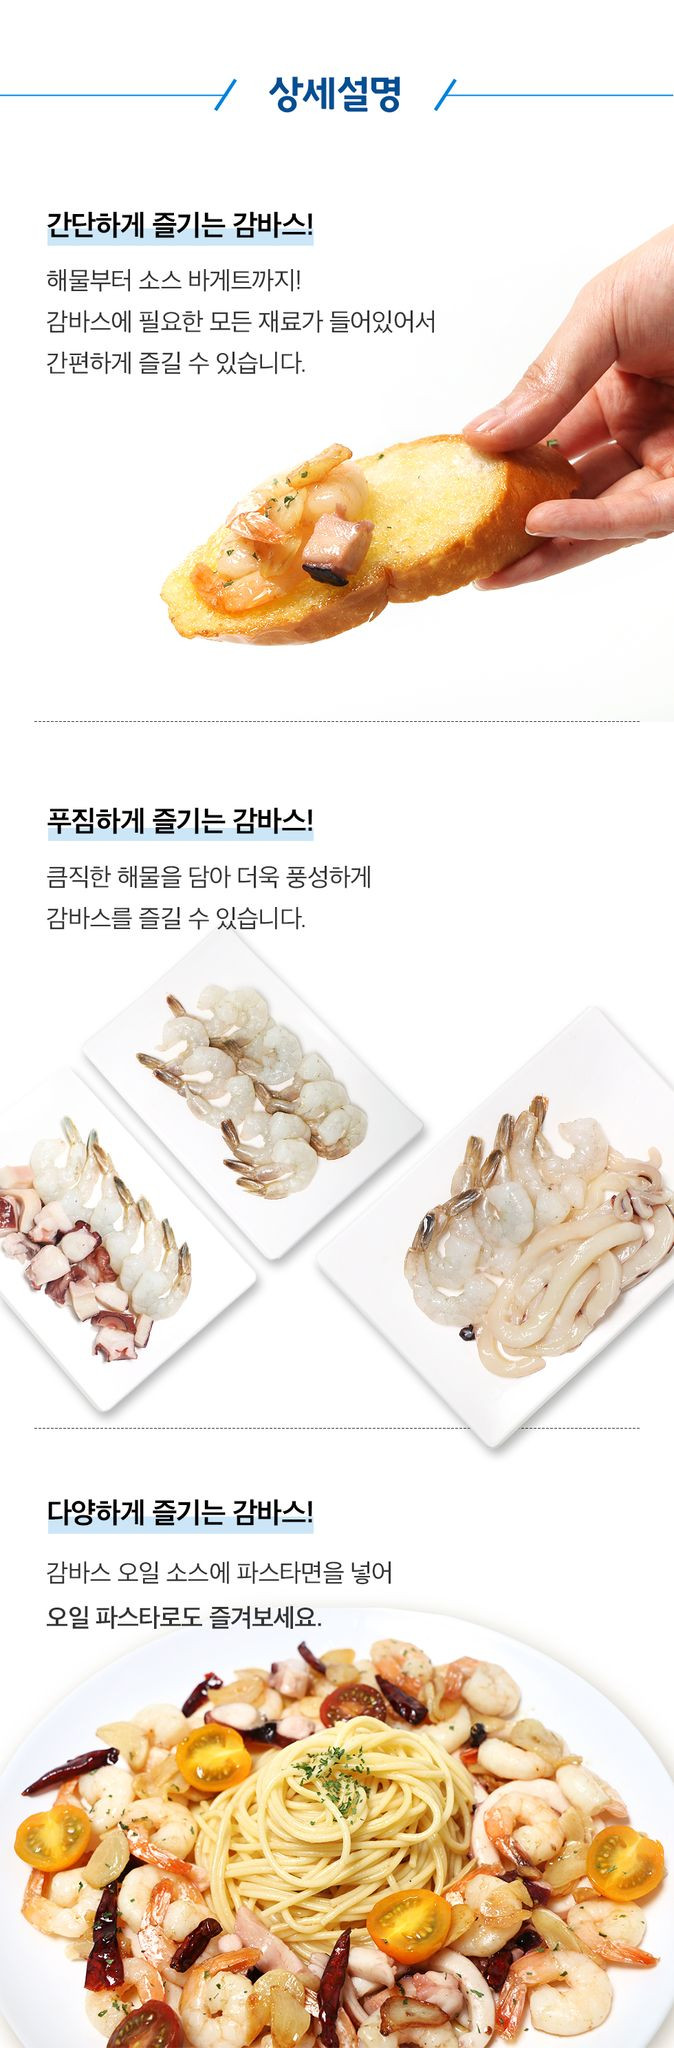 상세설명
간단하게 즐기는 감바스!
해물부터 소스 바게트까지!
감바스에 필요한 모든 재료가 들어있어서
간편하게 즐길 수 있습니다.
푸짐하게 즐기는 감바스!
큼직한 해물을 담아 더욱 풍성하게
감바스를 즐길 수 있습니다.
다양하게 즐기는 감바스!
감바스 오일 소스에 파스타면을 넣어
오일 파스타로도 즐겨보세요.